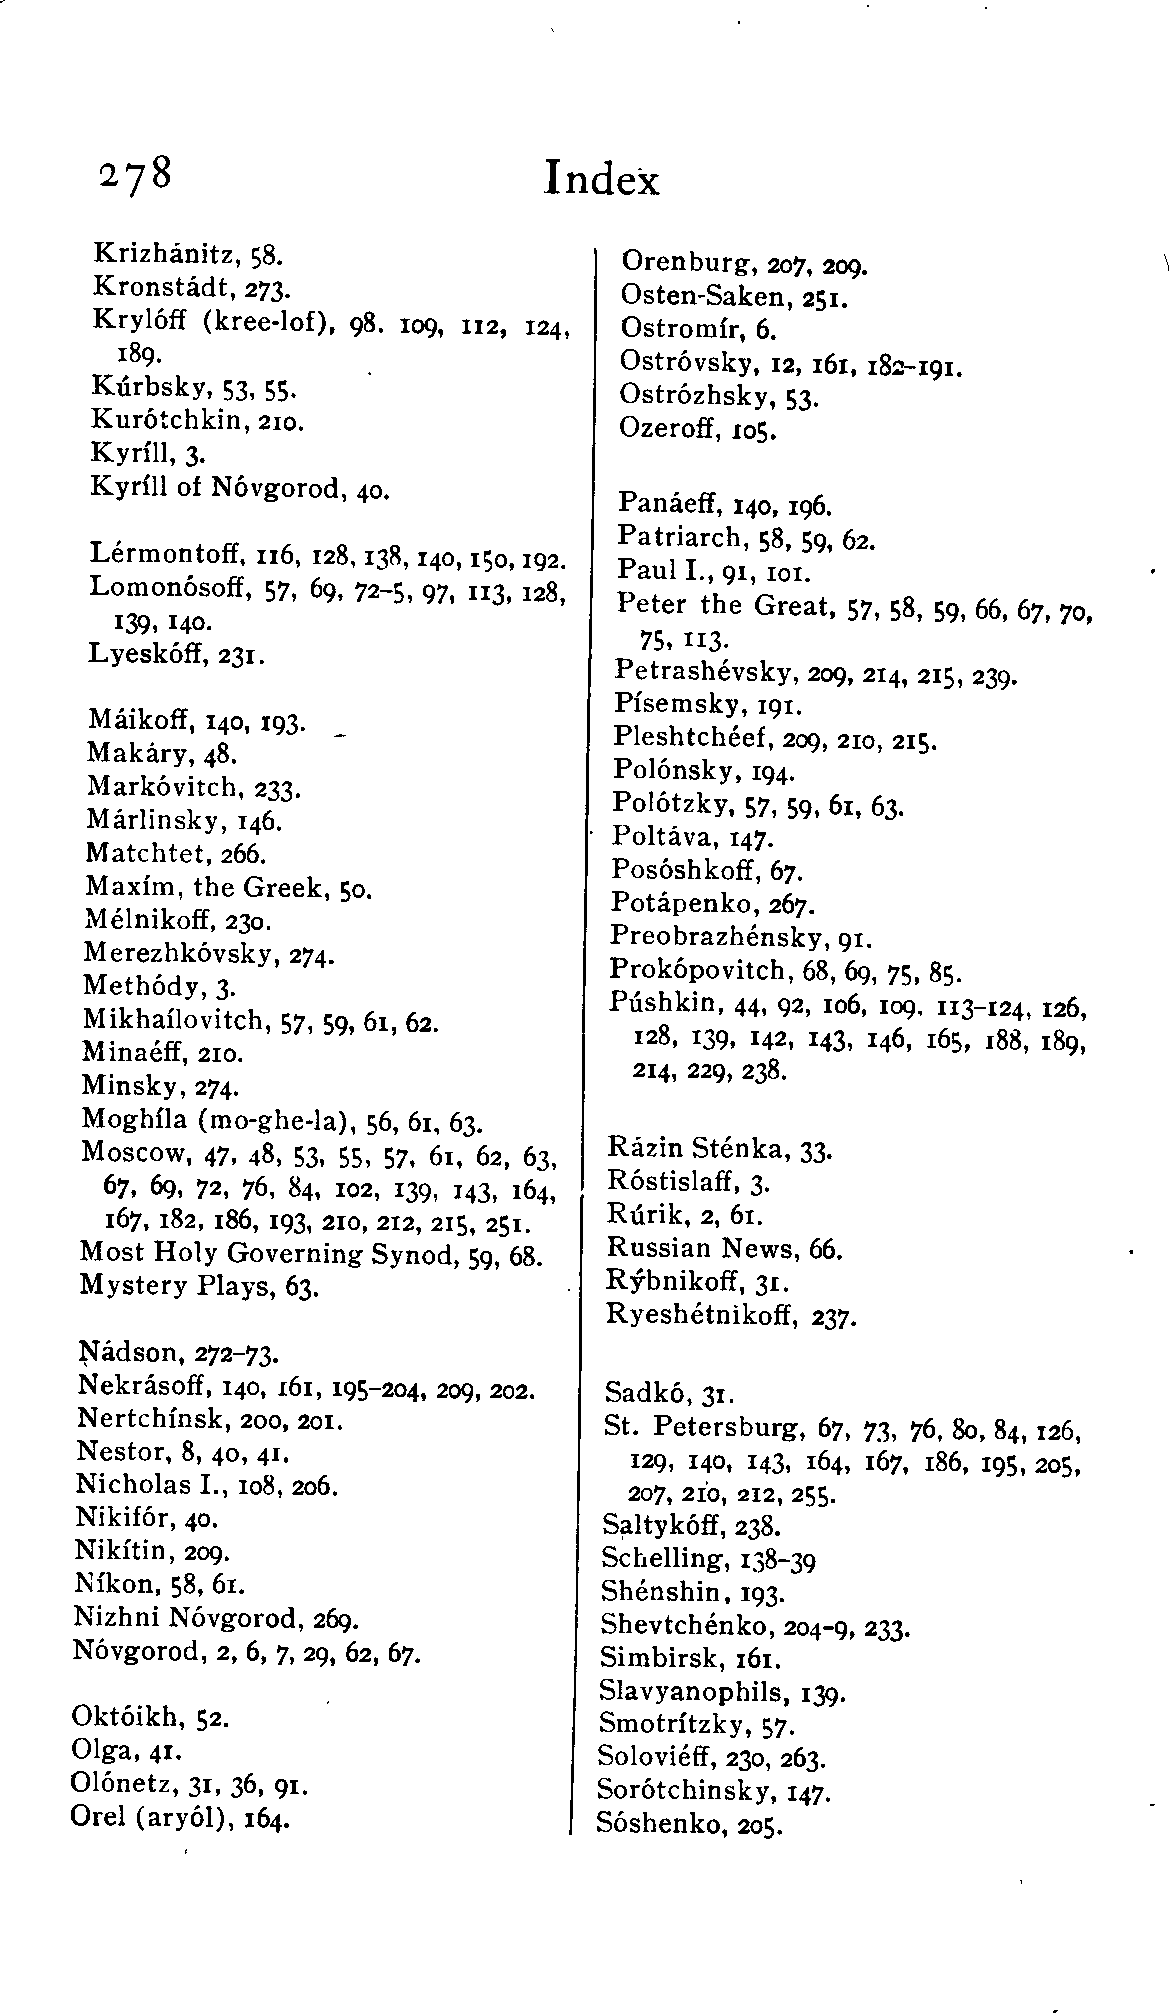 278 Index
Krizhánitz, 58.
Kronstádt, 273.
Krylóff (kree-lof), 98. 109, 112, 124,
189.
Kúrbsky, 53, 55.
Kurótchkin, 210.
Kyríll, 3.
Kyríll of Nóvgorod, 40.
Lérmontoff, 116, 128, 138, 140, 150, 192.
Lomonósoff, 57, 69, 72-5, 97, 113, 128,
139, 140.
Lyeskóff, 231.
Máikoff, 140, 193.
Makáry, 48.
Markóvitch, 233.
Márlinsky, 146.
Matchtet, 266.
Maxím, the Greek, 50.
Mélnikoff, 230.
Merezhkóvsky, 274.
Methódy, 3.
Mikhaílovitch, 57, 59, 61, 62.
Minaéff, 210.
Minsky, 274.
Moghíla (mo-ghe-la), 56, 61, 63.
Moscow, 47, 48, 53, 55, 57, 61, 62, 63,
67, 69, 72, 76, 84, 102, 139, 143, 164,
167, 182, 186, 193, 210, 212, 215, 251.
Most Holy Governing Synod, 59, 68.
Mystery Plays, 63.
Nádson, 272-73.
Nekrásoff, 140, 161, 195-204, 209, 202.
Nertchínsk, 200, 201.
Nestor, 8, 40, 41.
Nicholas I., 108, 206.
Nikifór, 40.
Nikítin, 209.
Níkon, 58, 61.
Nizhni Nóvgorod, 269.
Nóvgorod, 2, 6, 7, 29, 62, 67.
Októikh, 52.
Olga, 41.
Olónetz, 31, 36, 91.
Orel (aryól), 164.
Orenburg, 207, 209.
Osten-Saken, 251.
Ostromír, 6.
Ostróvsky, 12, 161, 182-191.
Ostrózhsky, 53.
Ozeroff, 105.
Panáeff, 140, 196.
Patriarch, 58, 59, 62.
Paul I., 91, 101.
Peter the Great, 57, 58, 59, 66, 67, 70,
75, 113.
Petrashévsky, 209, 214, 215, 239.
Písemsky, 191.
Pleshtchéef, 209, 210, 215.
Polónsky, 194.
Polótzky, 57, 59, 61, 63.
Poltáva, 147.
Posóshkoff, 67.
Potápenko, 267.
Preobrazhénsky, 91.
Prokópovitch, 68, 69, 75, 85.
Púshkin, 44, 92, 106, 109, 113-124, 126,
128, 139, 142, 143, 146, 165, 188, 189,
214, 229, 238.
Rázin Sténka, 33.
Róstislaff, 3.
Rúrik, 2, 61.
Russian News, 66.
Rýbnikoff, 31.
Ryeshétnikoff, 237.
Sadkó, 31.
St. Petersburg, 67, 73, 76, 80, 84, 126,
129, 140, 143, 164, 167, 186, 195, 205,
207, 210, 212, 255.
Saltykóff, 238.
Schelling, 138-39
Shénshin, 193.
Shevtchénko, 204-9, 233.
Simbirsk, 161.
Slavyanophils, 139.
Smotrítzky, 57.
Soloviéff, 230, 263.
Sorótchinsky, 147.
Sóshenko, 205.